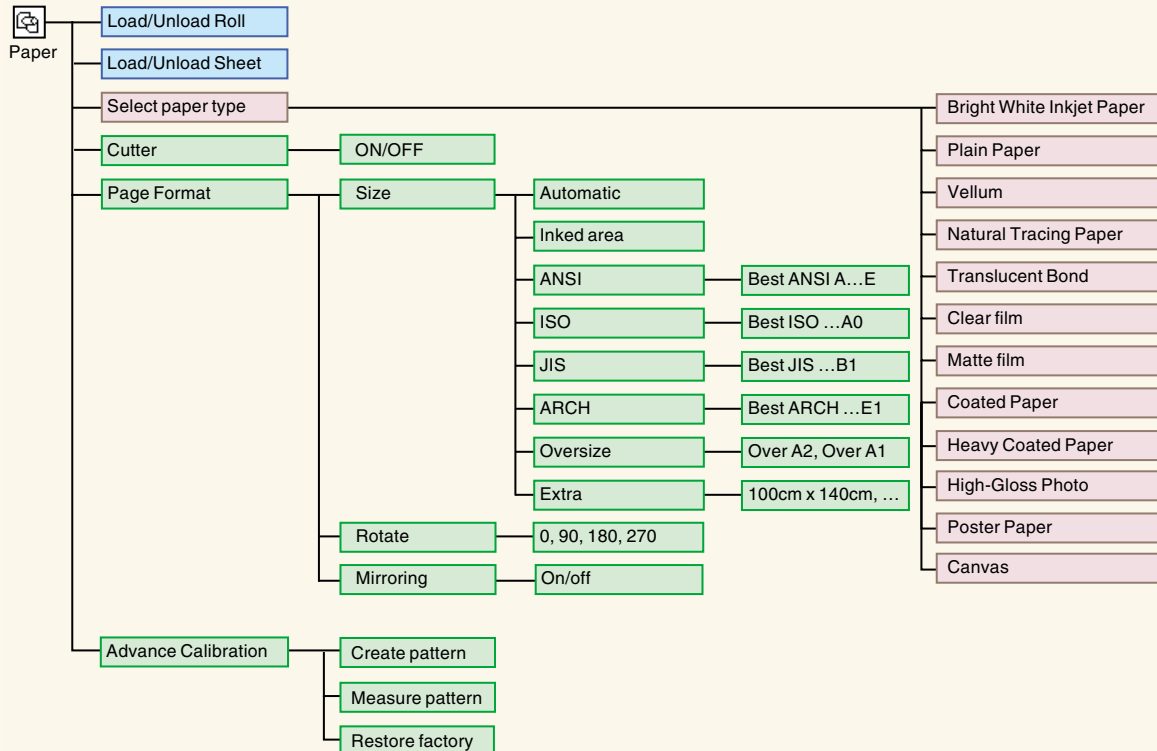 Paper
Load/Unload Roll
Load/Unload Sheet
Select paper type
Bright White Inkjet Paper
Plain Paper
Vellum
Natural Tracing Paper
Translucent Bond
Clear film
Matte film
Coated Paper
Heavy Coated Paper
High-Gloss Photo
Poster Paper
Canvas
Cutter
ON/OFF
Page Format
Size
Automatic
Inked area
ANSI
Best ANSI A…E
ISO
Best ISO …A0
JIS
Best JIS …B1
ARCH
Best ARCH …E1
Oversize
Over A2, Over A1
Extra
100cm x 140cm, …
Rotate
0, 90, 180, 270
Mirroring
On/off
Advance Calibration
Create pattern
Measure pattern
Restore factory